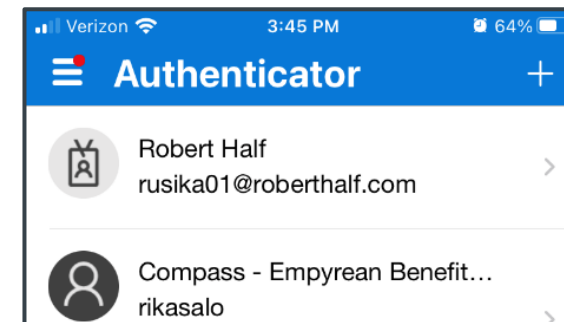 Verizon 3:45 PM 64%
Authenticator
Robert Half
rusika01@roberthalf.com
Compass - Empyrean Benefit...
rikasalo